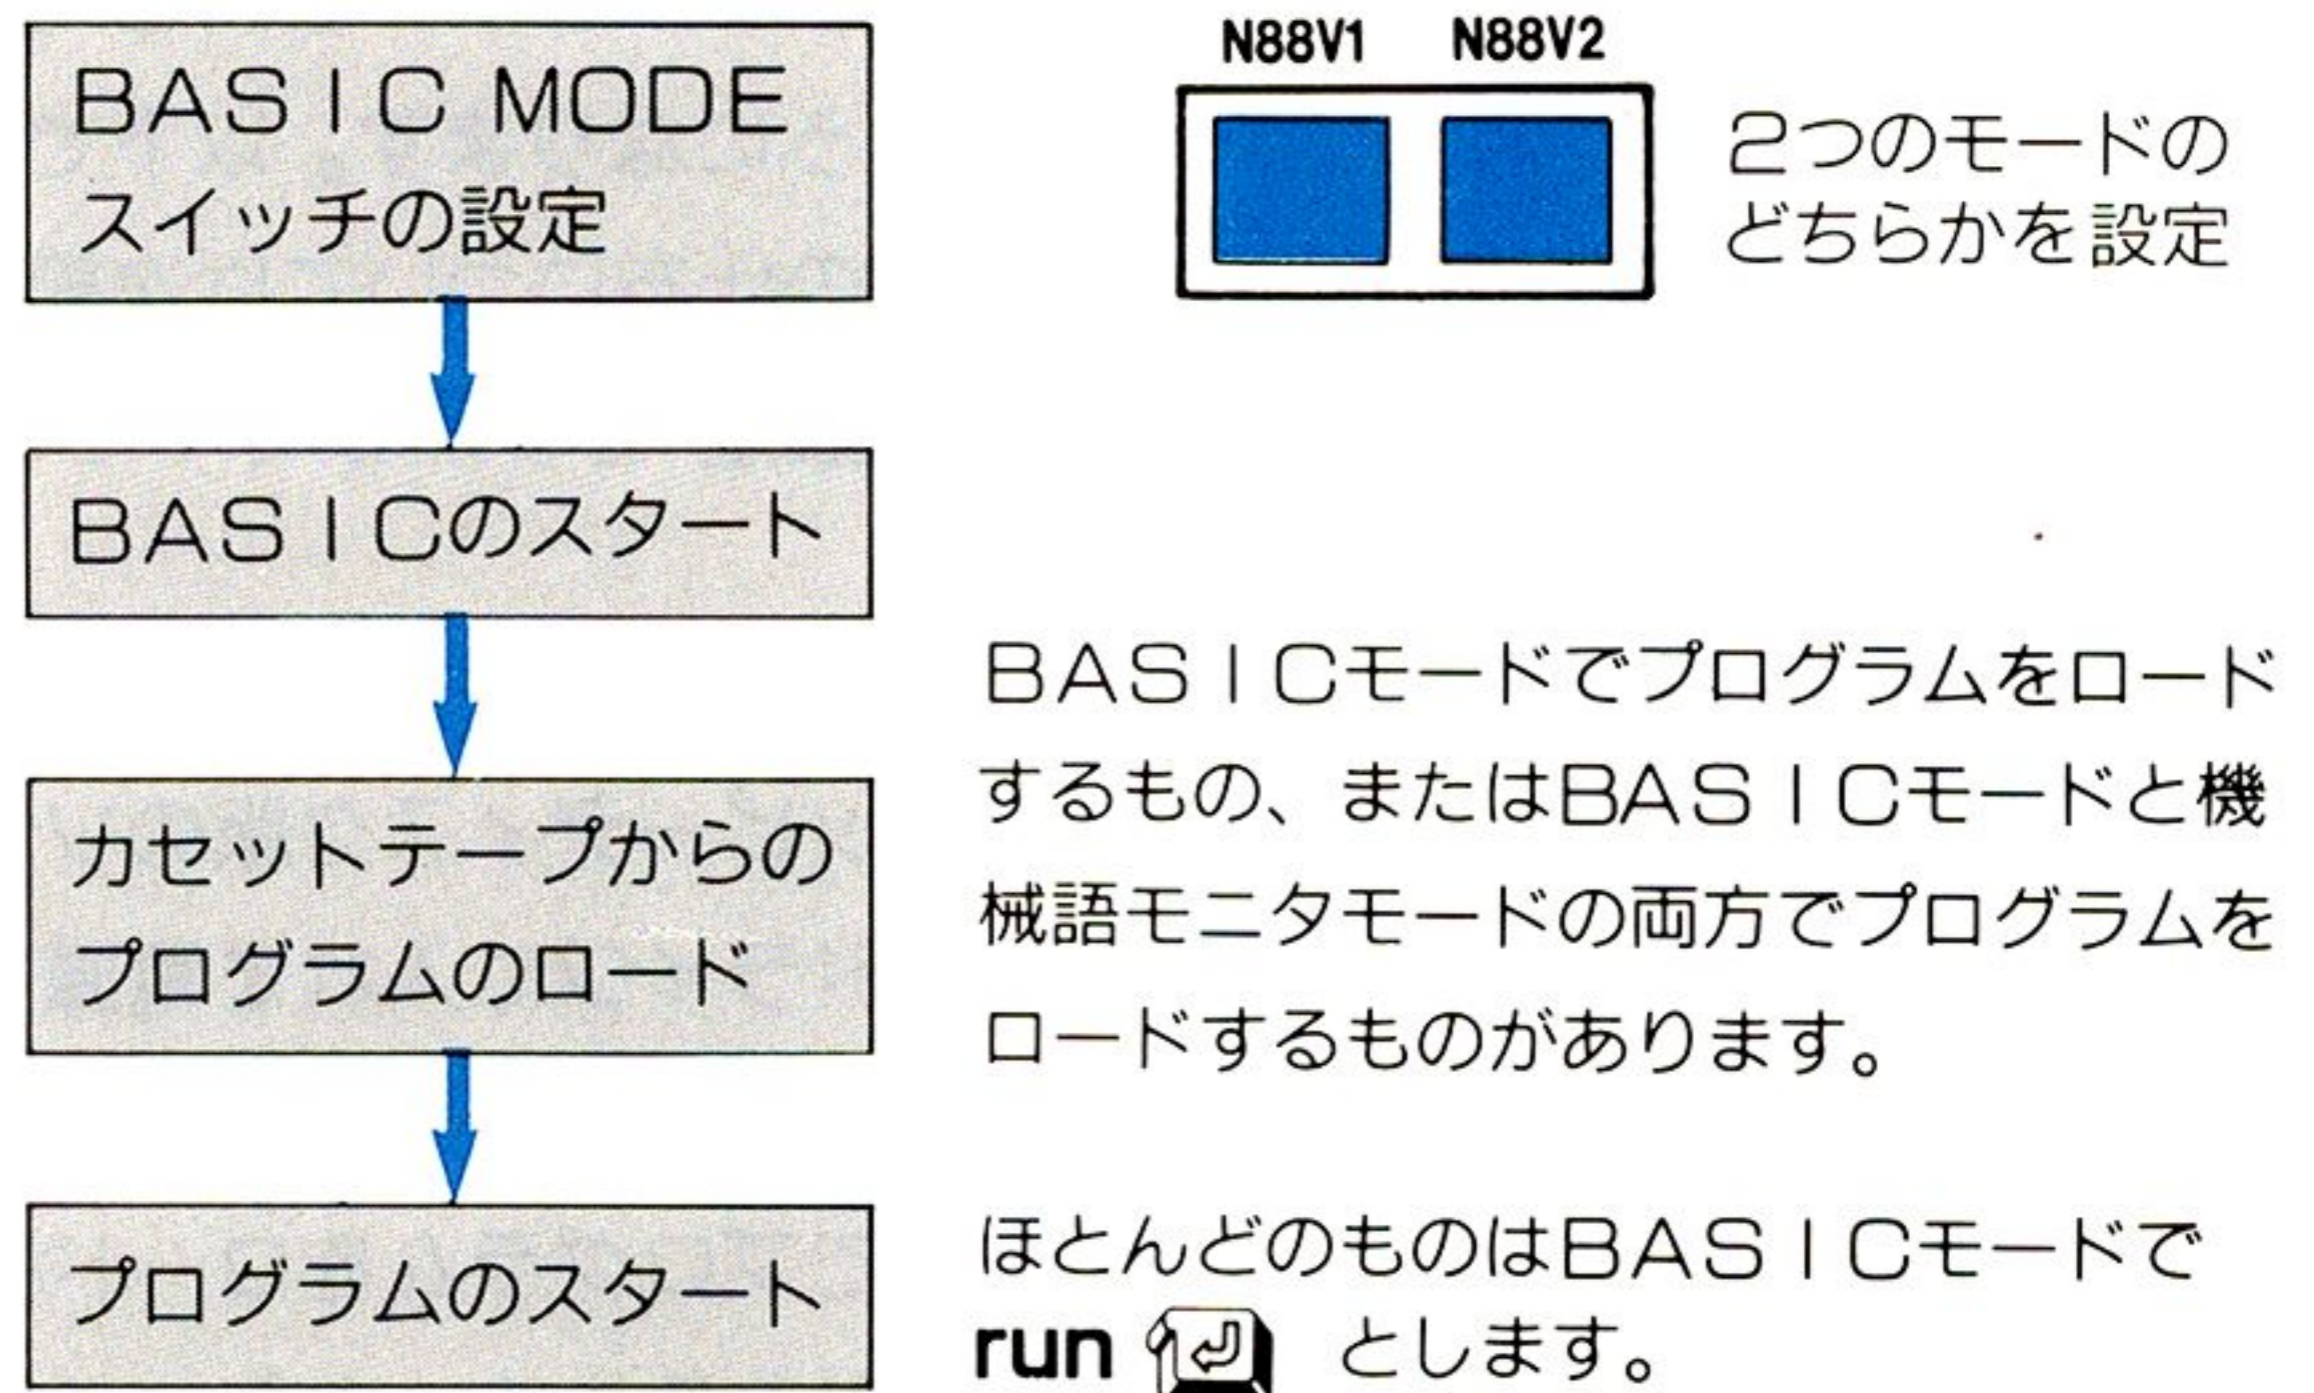 BASIC MODE
スイッチの設定
N88V1 N88V2
2つのモードの
どちらかを設定
BASICのスタート
カセットテープからの
プログラムのロード
BASICモードでプログラムをロード
するもの、またはBASICモードと機
械語モニタモードの両方でプログラムを
ロードするものがあります。
プログラムのスタート
ほとんどのものはBASICモードで
run ⏎ とします。